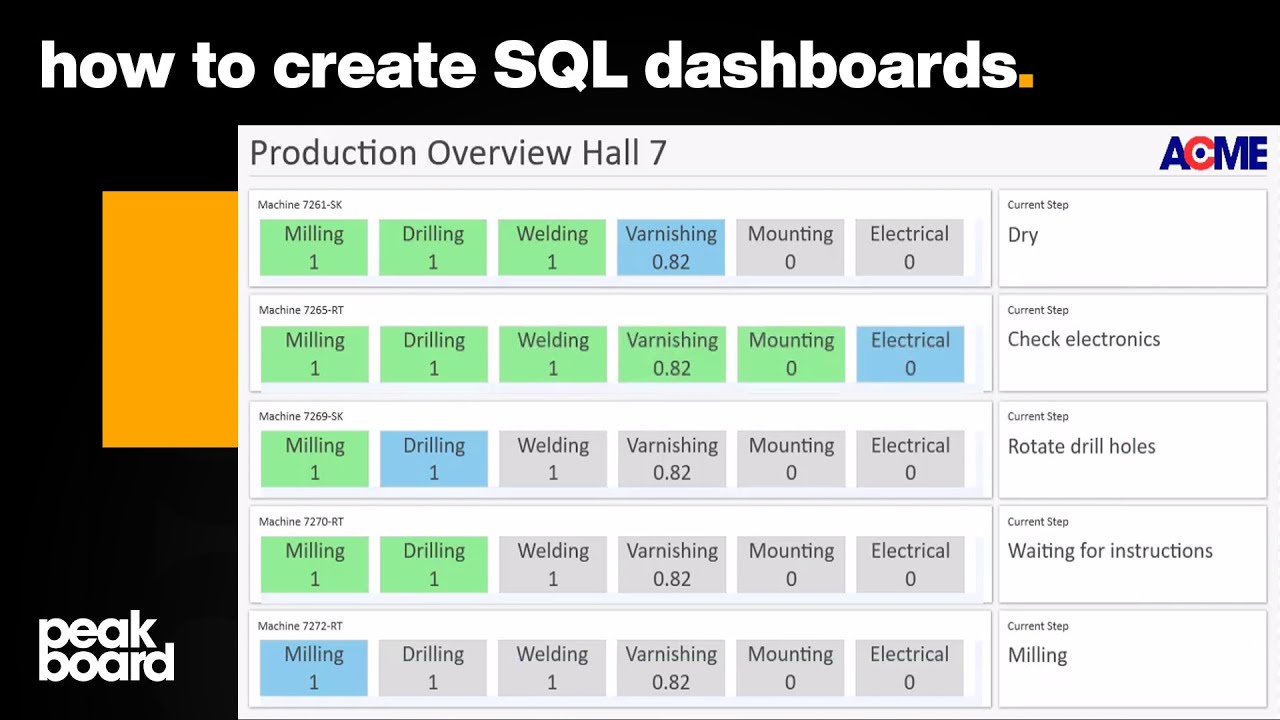 how to create SQL dashboards.
Production Overview Hall 7
ACME
Machine 7261-SK
Milling Drilling Welding Varnishing Mounting Electrical
1 1 1 0.82 0 0
Current Step
Dry
Machine 7265-RT
Milling Drilling Welding Varnishing Mounting Electrical
1 1 1 0.82 0 0
Current Step
Check electronics
Machine 7269-SK
Milling Drilling Welding Varnishing Mounting Electrical
1 1 1 0.82 0 0
Current Step
Rotate drill holes
Machine 7270-RT
Milling Drilling Welding Varnishing Mounting Electrical
1 1 1 0.82 0 0
Current Step
Waiting for instructions
Machine 7272-RT
Milling Drilling Welding Varnishing Mounting Electrical
1 1 1 0.82 0 0
Current Step
Milling
peak
board